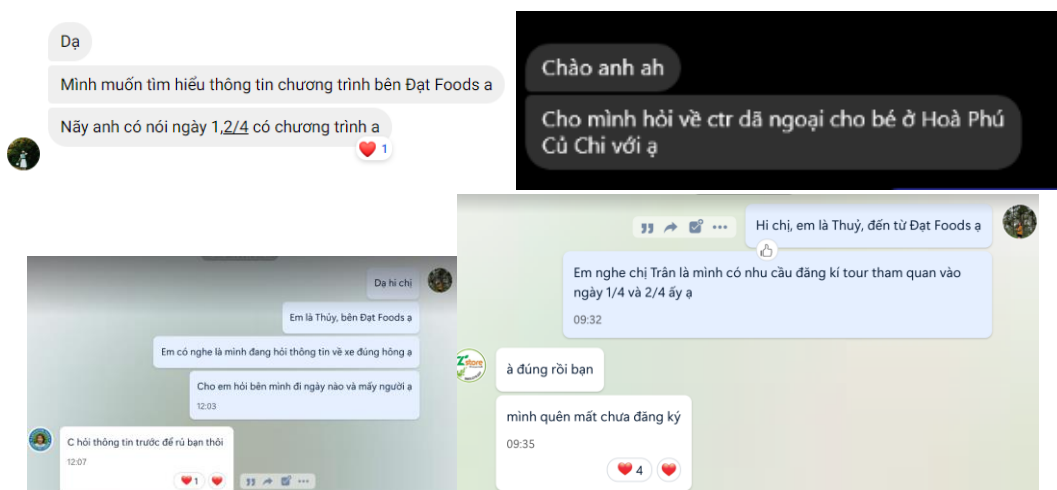 Dạ
Mình muốn tìm hiểu thông tin chương trình bên Đạt Foods ạ
Nãy anh có nói ngày 1,2/4 có chương trình a
1
Chào anh ah
Cho mình hỏi về ctr dã ngoại cho bé ở Hoà Phú
Củ Chi với ạ
Dạ hi chị
Em là Thủy, bên Đạt Foods ạ
Em có nghe là mình đang hỏi thông tin về xe đúng hông ạ
Cho em hỏi bên mình đi ngày nào và mấy người ạ
12:03
C hỏi thông tin trước để rủ bạn thôi
12:07
1
Hi chị, em là Thuỷ, đến từ Đạt Foods ạ
Em nghe chị Trân là mình có nhu cầu đăng kí tour tham quan vào
ngày 1/4 và 2/4 ấy ạ
09:32
Zstore
à đúng rồi bạn
mình quên mất chưa đăng ký
09:35
4